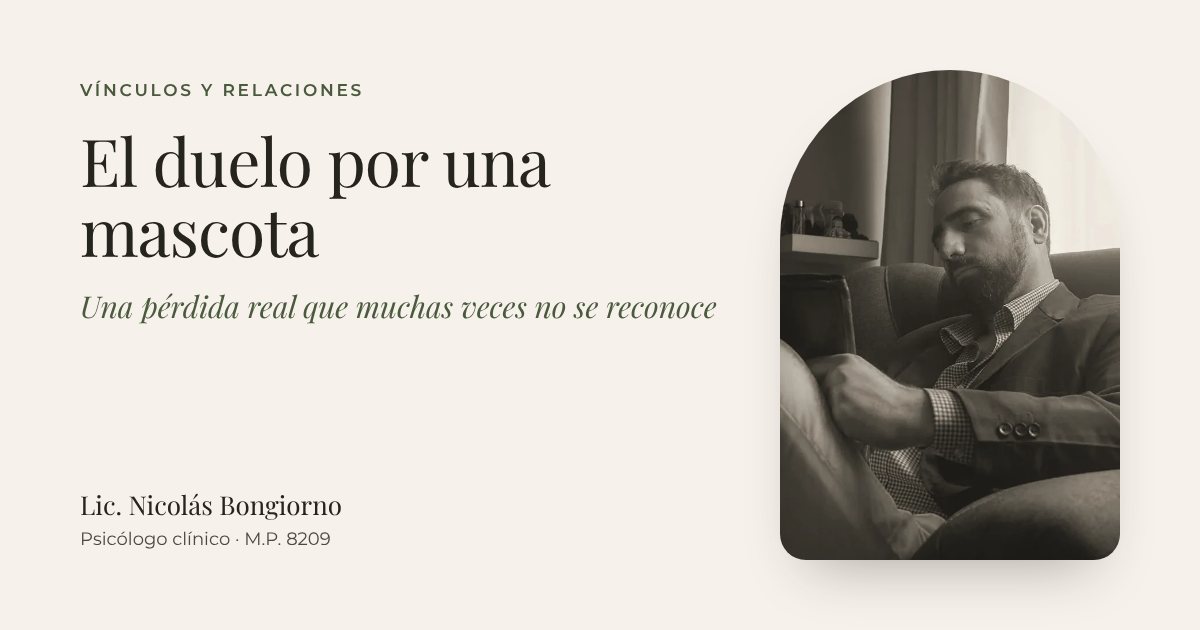 VÍNCULOS Y RELACIONES
El duelo por una
mascota
Una pérdida real que muchas veces no se reconoce
Lic. Nicolás Bongiorno
Psicólogo clínico · M.P. 8209